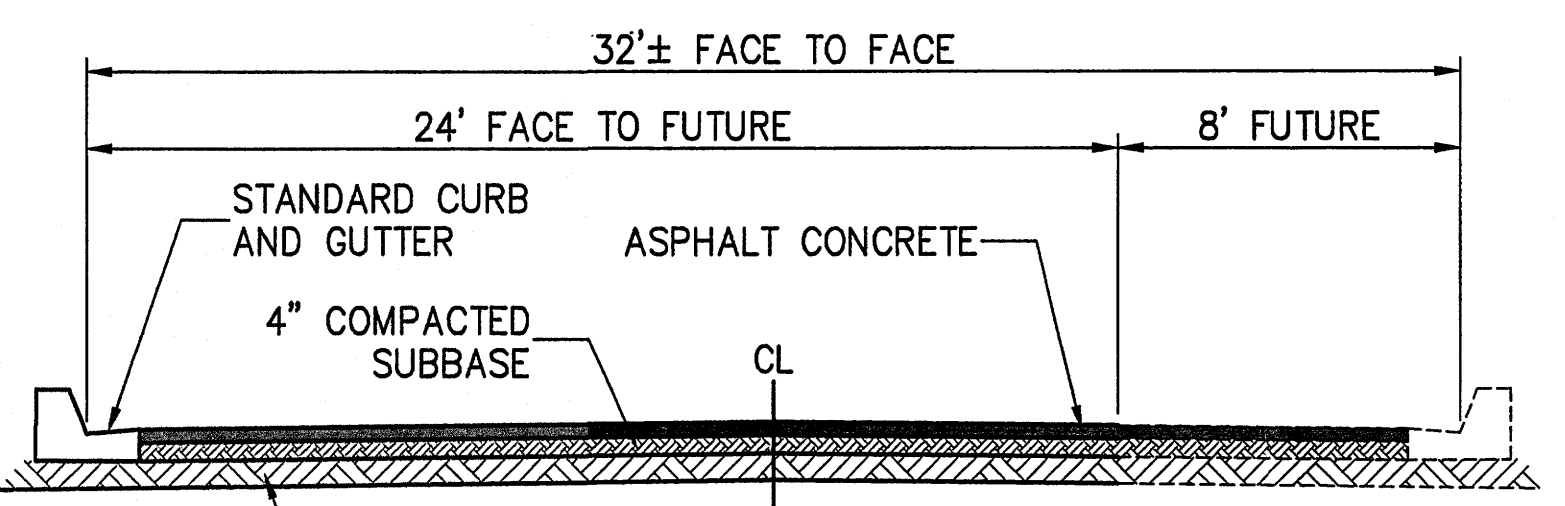 32'± FACE TO FACE
24' FACE TO FUTURE
8' FUTURE
STANDARD CURB
AND GUTTER
ASPHALT CONCRETE
4" COMPACTED
SUBBASE
CL